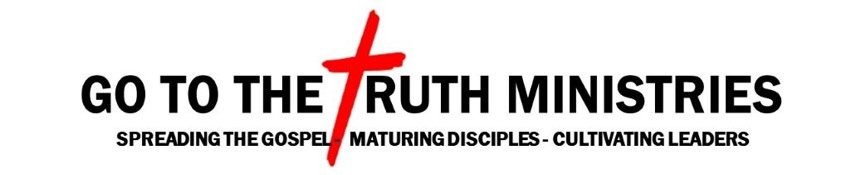 GO TO THE TRUTH MINISTRIES
SPREADING THE GOSPEL - MATURING DISCIPLES - CULTIVATING LEADERS